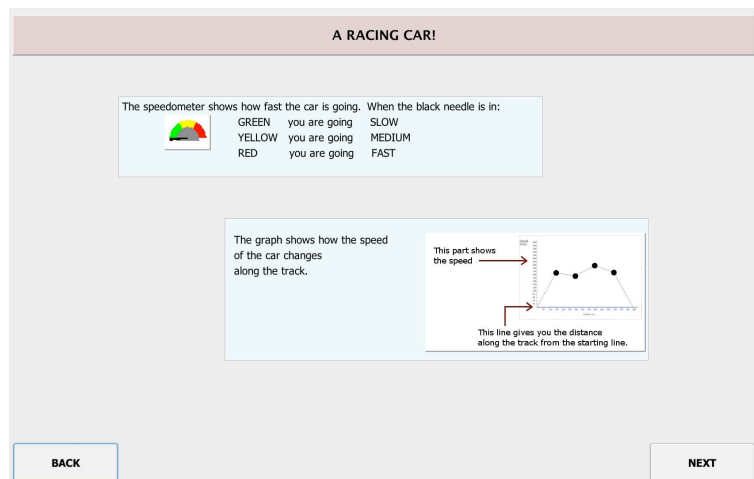 A RACING CAR!
The speedometer shows how fast the car is going. When the black needle is in:
GREEN you are going SLOW
YELLOW you are going MEDIUM
RED you are going FAST
The graph shows how the speed
of the car changes
along the track.
This part shows
the speed
This line gives you the distance
along the track from the starting line.
BACK
NEXT